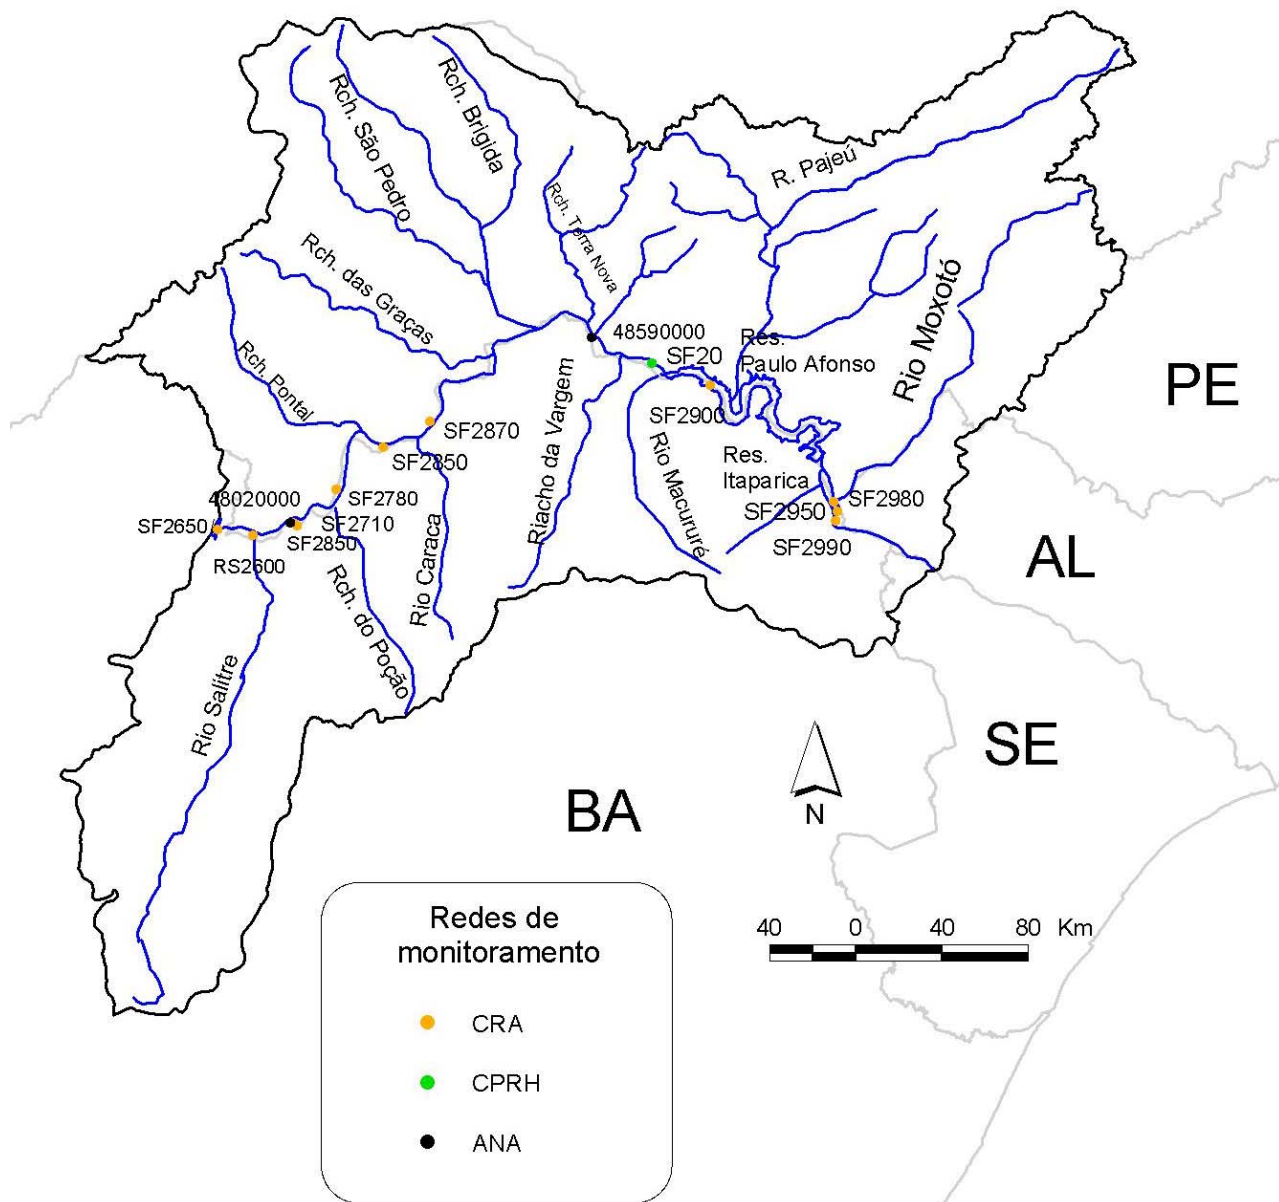 Rch. São Pedro
Rch. Brigida
R. Pajeú
Rch. Terra Nova
Rch. das Graças
Rio Moxotó
Rch. Pontal
48590000
Res.
Paulo Afonso
SF20
PE
SF2900
SF2870
SF2850
Riacho da Vargem
Rio Macururé
Res.
Itaparica
SF2780
48020000
SF2980
SF2650
SF2710
SF2950
SF2850
SF2990
RS2600
AL
Rch. do Poção
Rio Caraca
Rio Salitre
SE
BA
N
Redes de
monitoramento
40 0 40 80 Km
CRA
CPRH
ANA